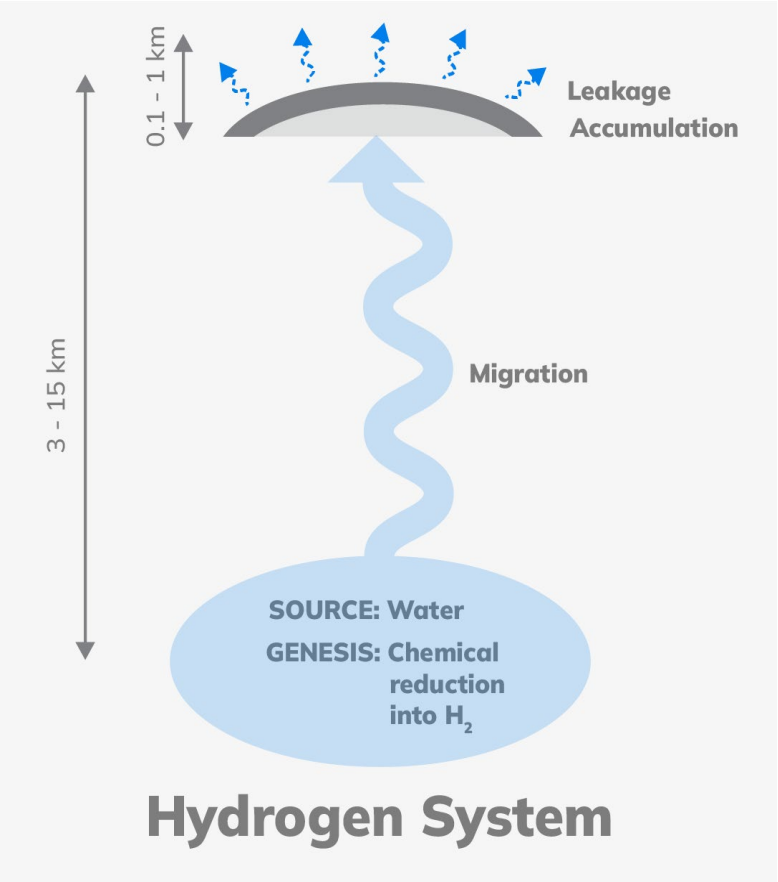 0.1 - 1 km
Leakage
Accumulation
3 - 15 km
Migration
SOURCE: Water
GENESIS: Chemical
reduction
into H₂
Hydrogen System